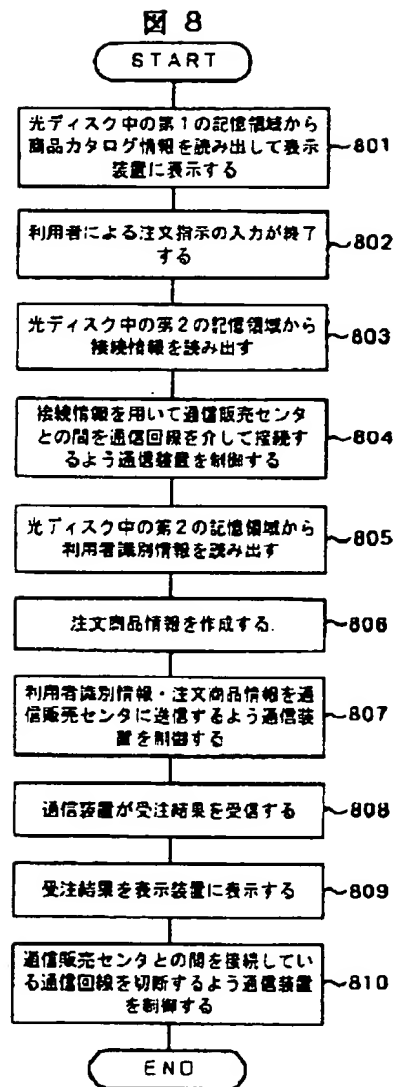 図 8
START
光ディスク中の第1の記憶領域から
商品カタログ情報を読み出して表示
装置に表示する
801
利用者による注文指示の入力が終了
する
802
光ディスク中の第2の記憶領域から
接続情報を読み出す
803
接続情報を用いて通信販売センタ
との間を通信回線を介して接続す
るよう通信装置を制御する
804
光ディスク中の第2の記憶領域から
利用者識別情報を読み出す
805
注文商品情報を作成する.
806
利用者識別情報・注文商品情報を通
信販売センタに送信するよう通信装
置を制御する
807
通信装置が受注結果を受信する
808
受注結果を表示装置に表示する
809
通信販売センタとの間を接続してい
る通信回線を切断するよう通信装置
を制御する
810
END